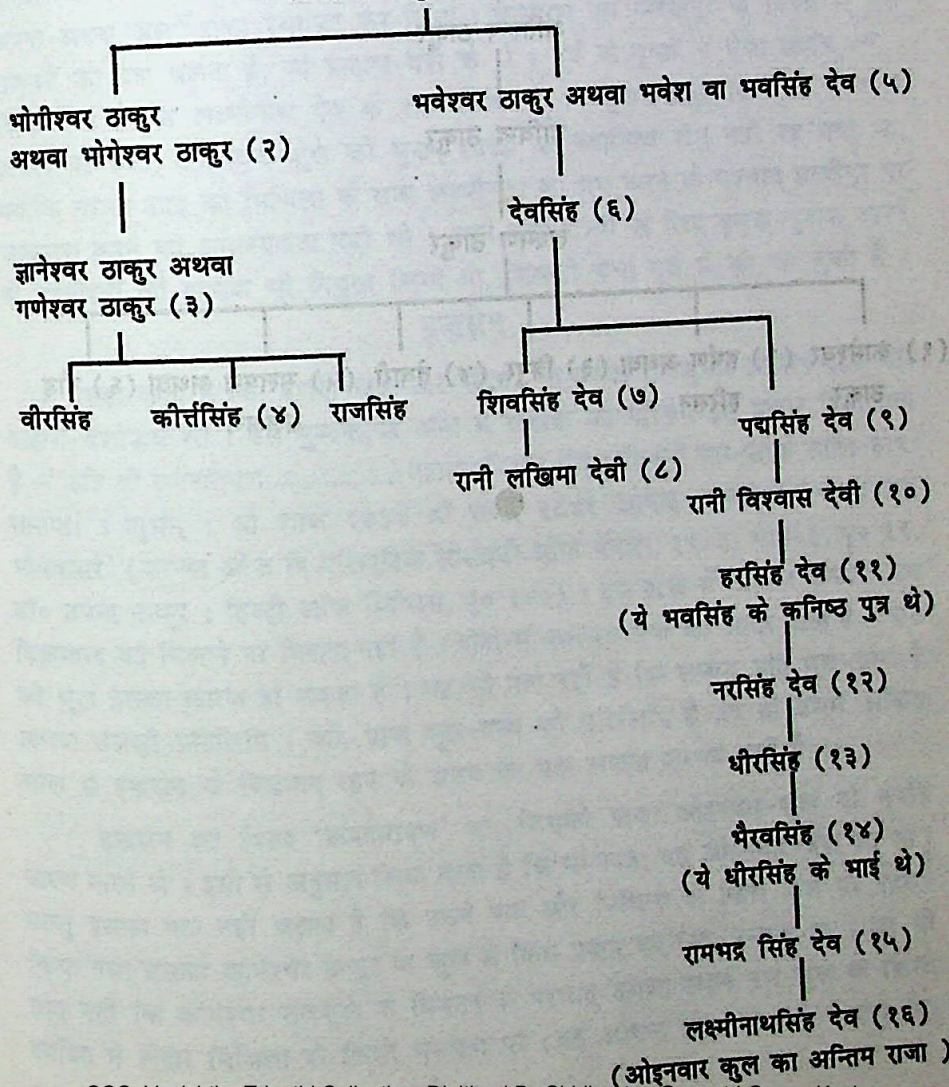 भवेश्वर ठाकुर अथवा भवेश वा भवसिंह देव (५)
भोगीश्वर ठाकुर
अथवा भोगेश्वर ठाकुर (२)
देवसिंह (६)
ज्ञानेश्वर ठाकुर अथवा
गणेश्वर ठाकुर (३)
वीरसिंह
कीर्त्तसिंह (४)
राजसिंह
शिवसिंह देव (७)
पद्मसिंह देव (९)
रानी लखिमा देवी (८)
रानी विश्वास देवी (१०)
हरसिंह देव (११)
(ये भवसिंह के कनिष्ठ पुत्र थे)
नरसिंह देव (१२)
धीरसिंह (१३)
भैरवसिंह (१४)
(ये धीरसिंह के भाई थे)
रामभद्र सिंह देव (१५)
लक्ष्मीनाथसिंह देव (१६)
(ओइनवार कुल का अन्तिम राजा )